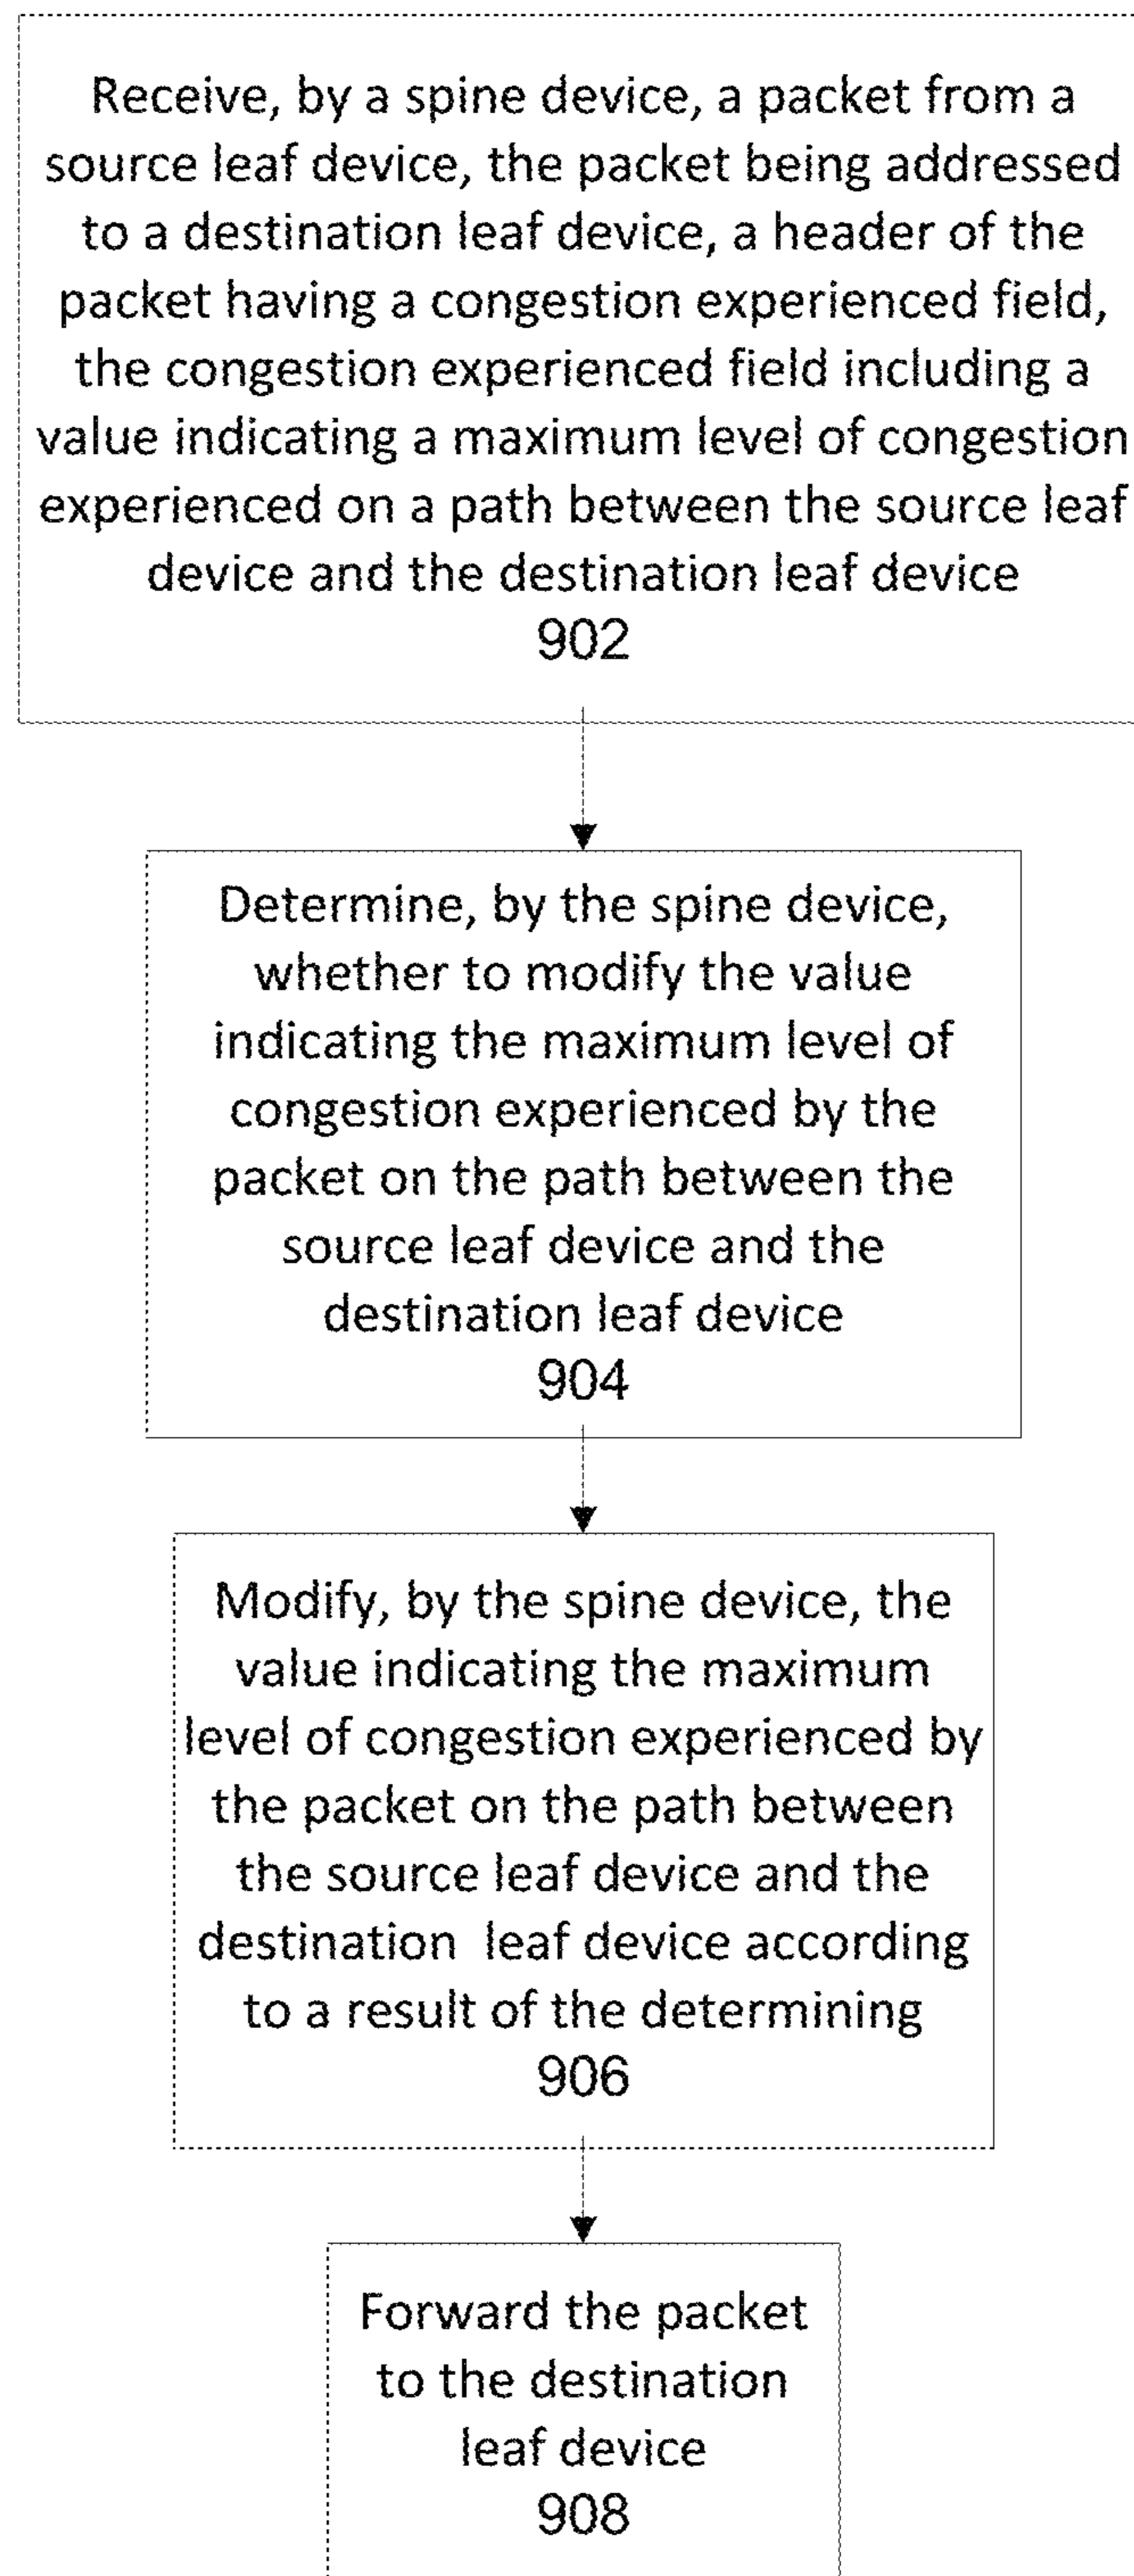 Receive, by a spine device, a packet from a
source leaf device, the packet being addressed
to a destination leaf device, a header of the
packet having a congestion experienced field,
the congestion experienced field including a
value indicating a maximum level of congestion
experienced on a path between the source leaf
device and the destination leaf device
902
Determine, by the spine device,
whether to modify the value
indicating the maximum level of
congestion experienced by the
packet on the path between the
source leaf device and the
destination leaf device
904
Modify, by the spine device, the
value indicating the maximum
level of congestion experienced by
the packet on the path between
the source leaf device and the
destination leaf device according
to a result of the determining
906
Forward the packet
to the destination
leaf device
908